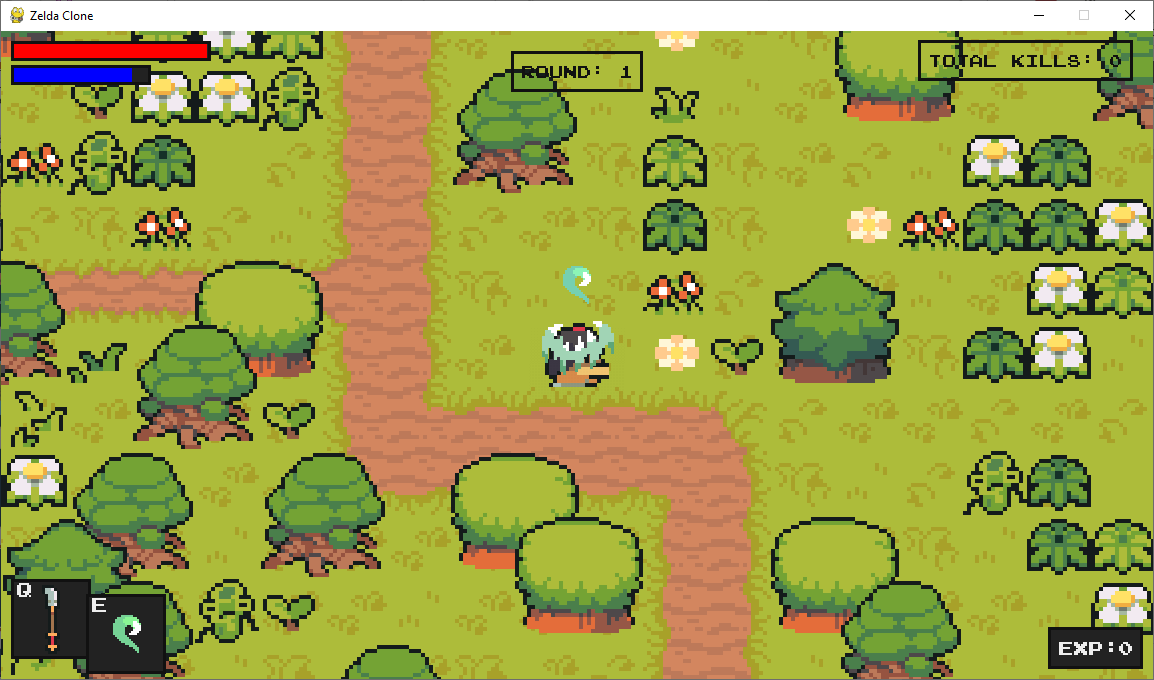 Zelda Clone
ROUND: 1
TOTAL KILLS: 0
Q
E
EXP:0